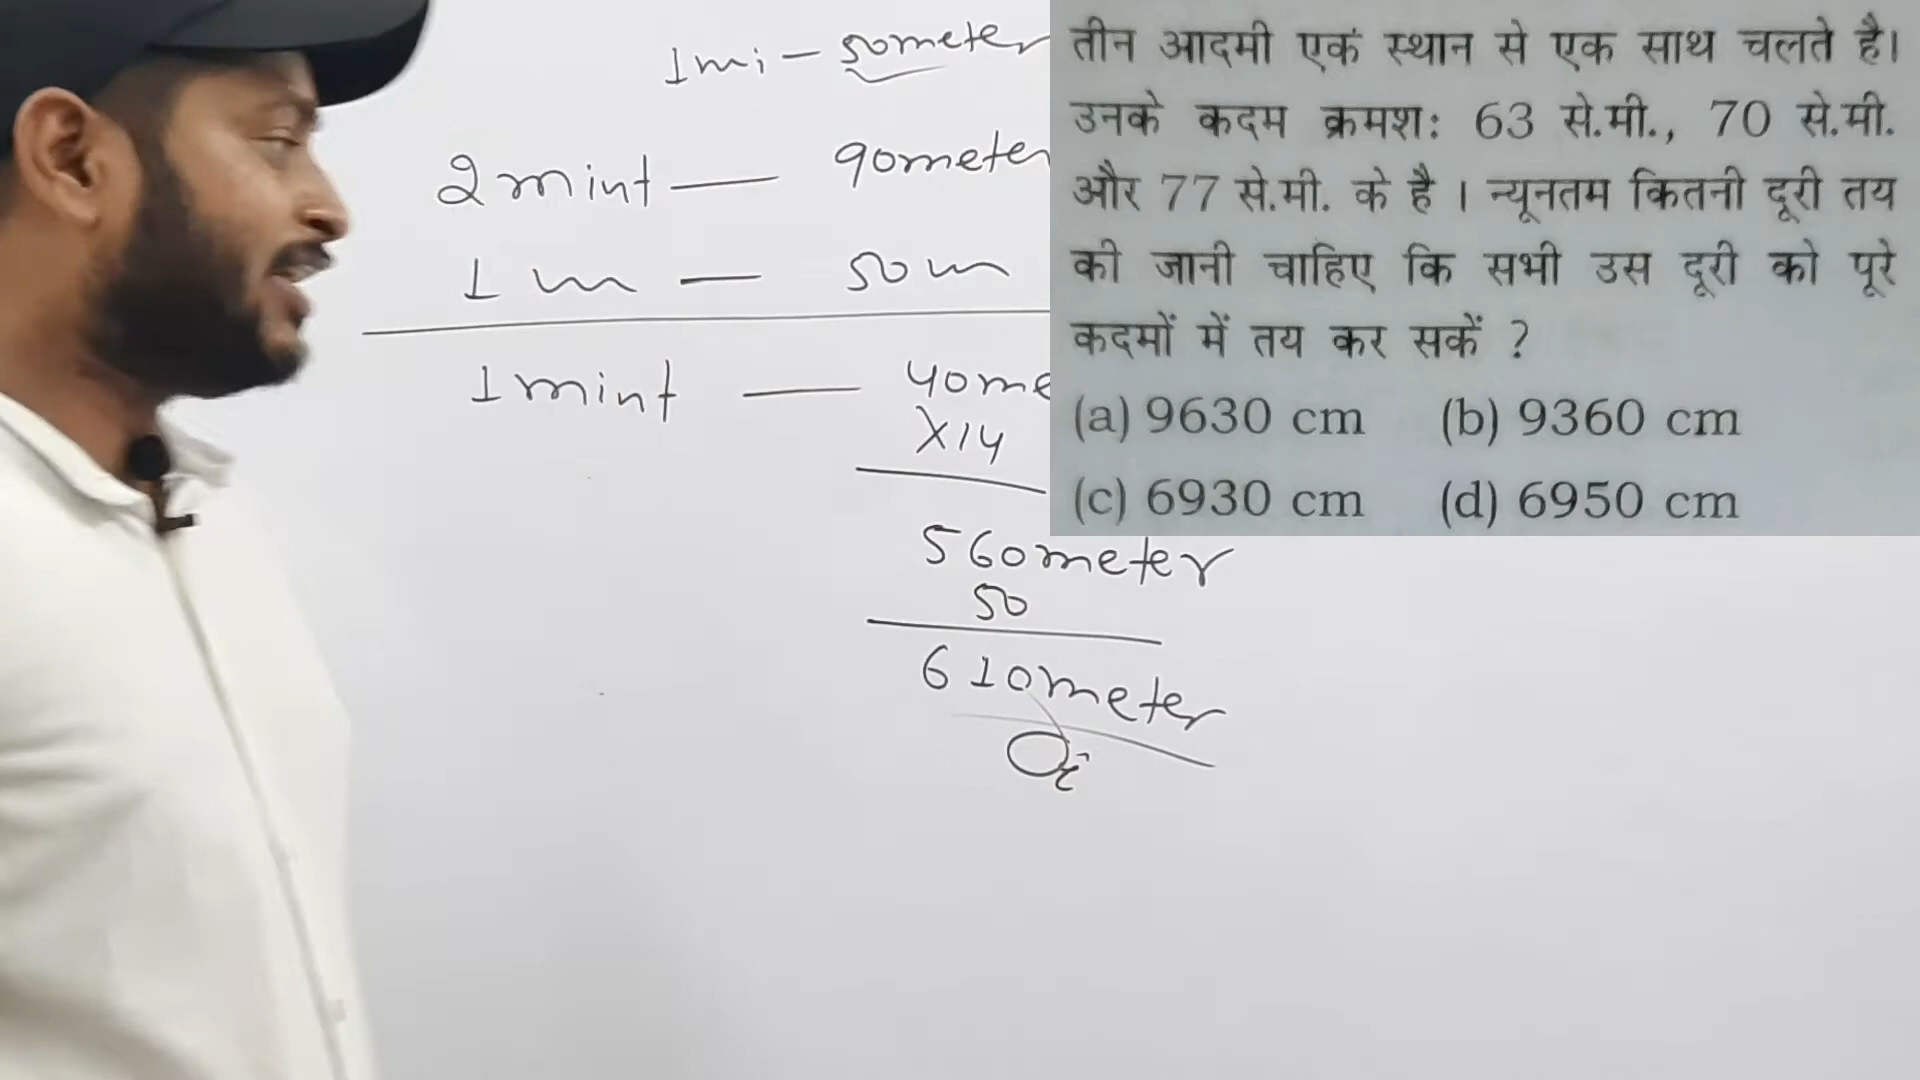 1mi - 50meter
2mint — 90meter
1m — 50m
1mint — 40me
X14
560meter
50
610meter
तीन आदमी एक स्थान से एक साथ चलते है।
उनके कदम क्रमशः 63 से.मी., 70 से.मी.
और 77 से.मी. के है । न्यूनतम कितनी दूरी तय
की जानी चाहिए कि सभी उस दूरी को पूरे
कदमों में तय कर सकें ?
(a) 9630 cm (b) 9360 cm
(c) 6930 cm (d) 6950 cm